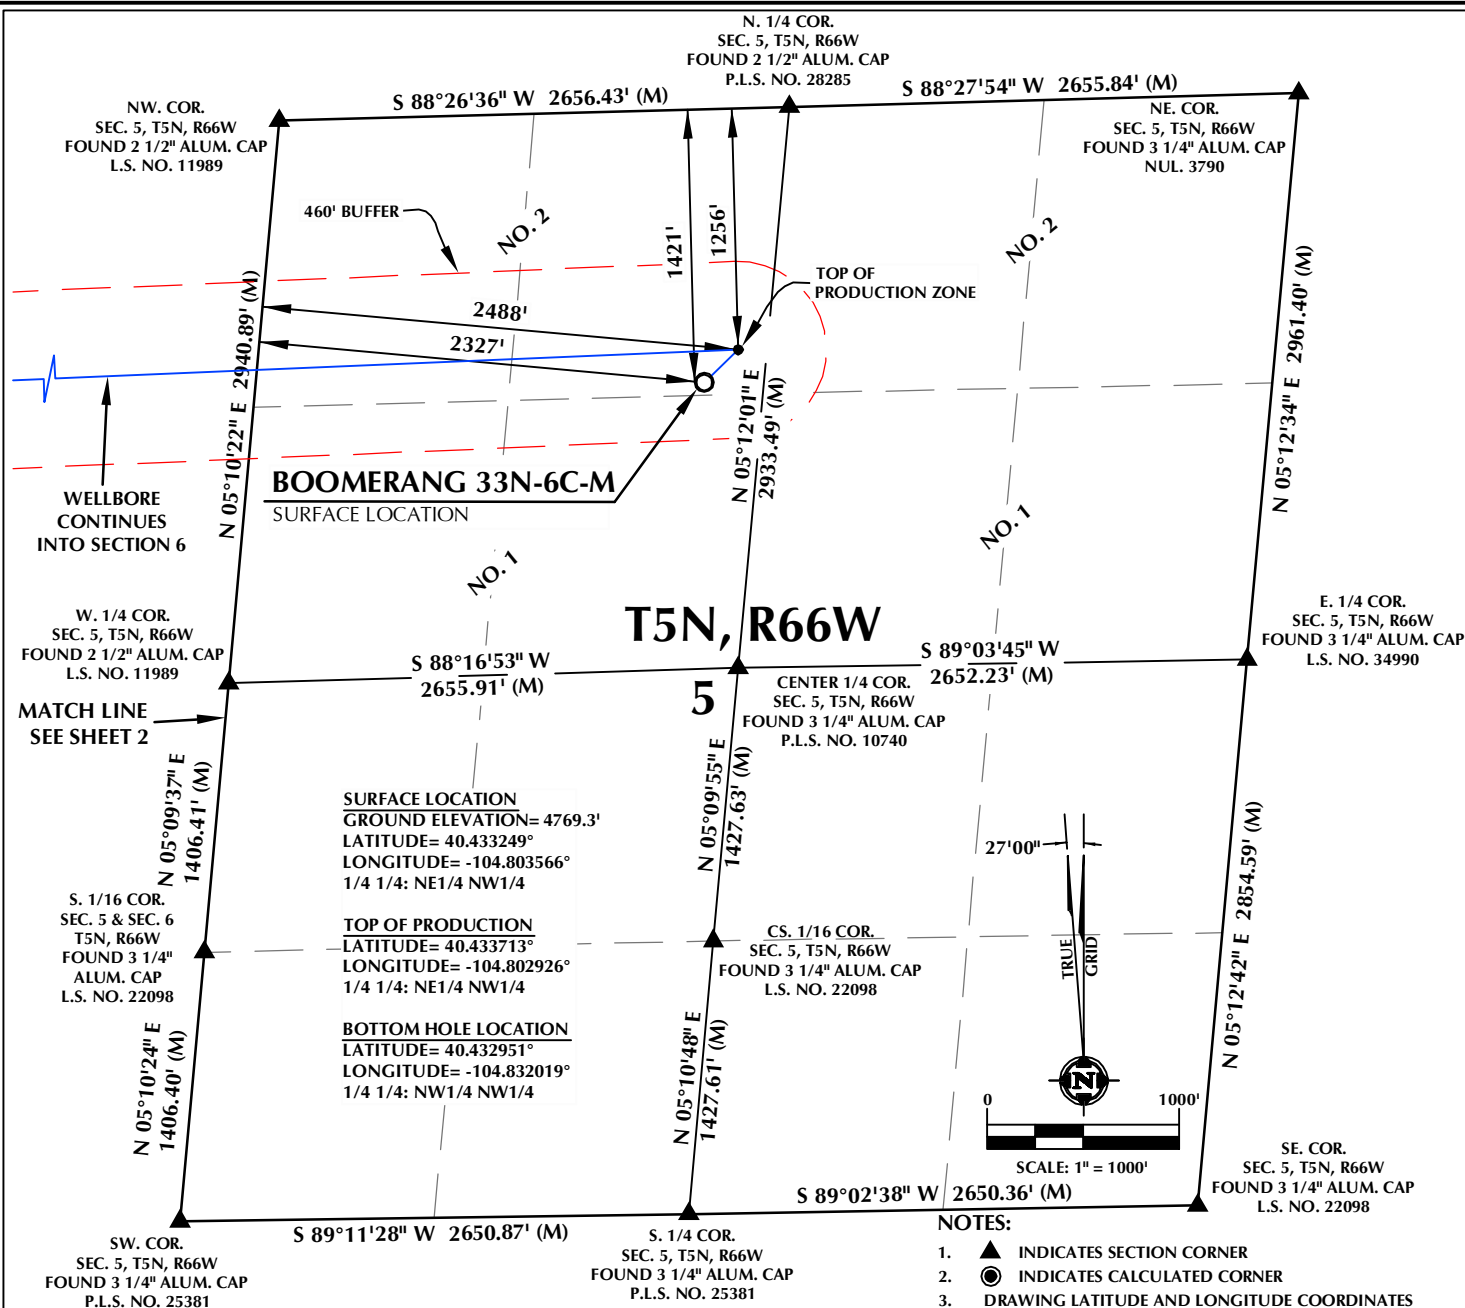 N. 1/4 COR.
SEC. 5, T5N, R66W
FOUND 2 1/2" ALUM. CAP
P.L.S. NO. 28285
S 88°26'36" W 2656.43' (M)
S 88°27'54" W 2655.84' (M)
NW. COR.
SEC. 5, T5N, R66W
FOUND 2 1/2" ALUM. CAP
L.S. NO. 11989
NE. COR.
SEC. 5, T5N, R66W
FOUND 3 1/4" ALUM. CAP
NUL. 3790
460' BUFFER
NO. 2
1421'
1256'
NO. 2
TOP OF
PRODUCTION ZONE
2488'
2327'
N 05°10'22" E 2940.89' (M)
N 05°12'01" E
2933.49' (M)
N 05°12'34" E 2961.40' (M)
BOOMERANG 33N-6C-M
SURFACE LOCATION
WELLBORE
CONTINUES
INTO SECTION 6
NO. 1
NO. 1
T5N, R66W
5
W. 1/4 COR.
SEC. 5, T5N, R66W
FOUND 2 1/2" ALUM. CAP
L.S. NO. 11989
E. 1/4 COR.
SEC. 5, T5N, R66W
FOUND 3 1/4" ALUM. CAP
L.S. NO. 34990
S 88°16'53" W
2655.91' (M)
S 89°03'45" W
2652.23' (M)
CENTER 1/4 COR.
SEC. 5, T5N, R66W
FOUND 3 1/4" ALUM. CAP
P.L.S. NO. 10740
MATCH LINE
SEE SHEET 2
N 05°09'37" E
1406.41' (M)
N 05°09'55" E
1427.63' (M)
SURFACE LOCATION
GROUND ELEVATION= 4769.3'
LATITUDE= 40.433249°
LONGITUDE= -104.803566°
1/4 1/4: NE1/4 NW1/4
TOP OF PRODUCTION
LATITUDE= 40.433713°
LONGITUDE= -104.802926°
1/4 1/4: NE1/4 NW1/4
BOTTOM HOLE LOCATION
LATITUDE= 40.432951°
LONGITUDE= -104.832019°
1/4 1/4: NW1/4 NW1/4
S. 1/16 COR.
SEC. 5 & SEC. 6
T5N, R66W
FOUND 3 1/4"
ALUM. CAP
L.S. NO. 22098
CS. 1/16 COR.
SEC. 5, T5N, R66W
FOUND 3 1/4" ALUM. CAP
L.S. NO. 22098
27'00"
TRUE
GRID
N
N 05°12'42" E 2854.59' (M)
N 05°10'24" E
1406.40' (M)
N 05°10'48" E
1427.61' (M)
0
1000'
SCALE: 1" = 1000'
SE. COR.
SEC. 5, T5N, R66W
FOUND 3 1/4" ALUM. CAP
L.S. NO. 22098
S 89°11'28" W 2650.87' (M)
S 89°02'38" W 2650.36' (M)
SW. COR.
SEC. 5, T5N, R66W
FOUND 3 1/4" ALUM. CAP
P.L.S. NO. 25381
S. 1/4 COR.
SEC. 5, T5N, R66W
FOUND 3 1/4" ALUM. CAP
P.L.S. NO. 25381
NOTES:
1. INDICATES SECTION CORNER
2. INDICATES CALCULATED CORNER
3. DRAWING LATITUDE AND LONGITUDE COORDINATES